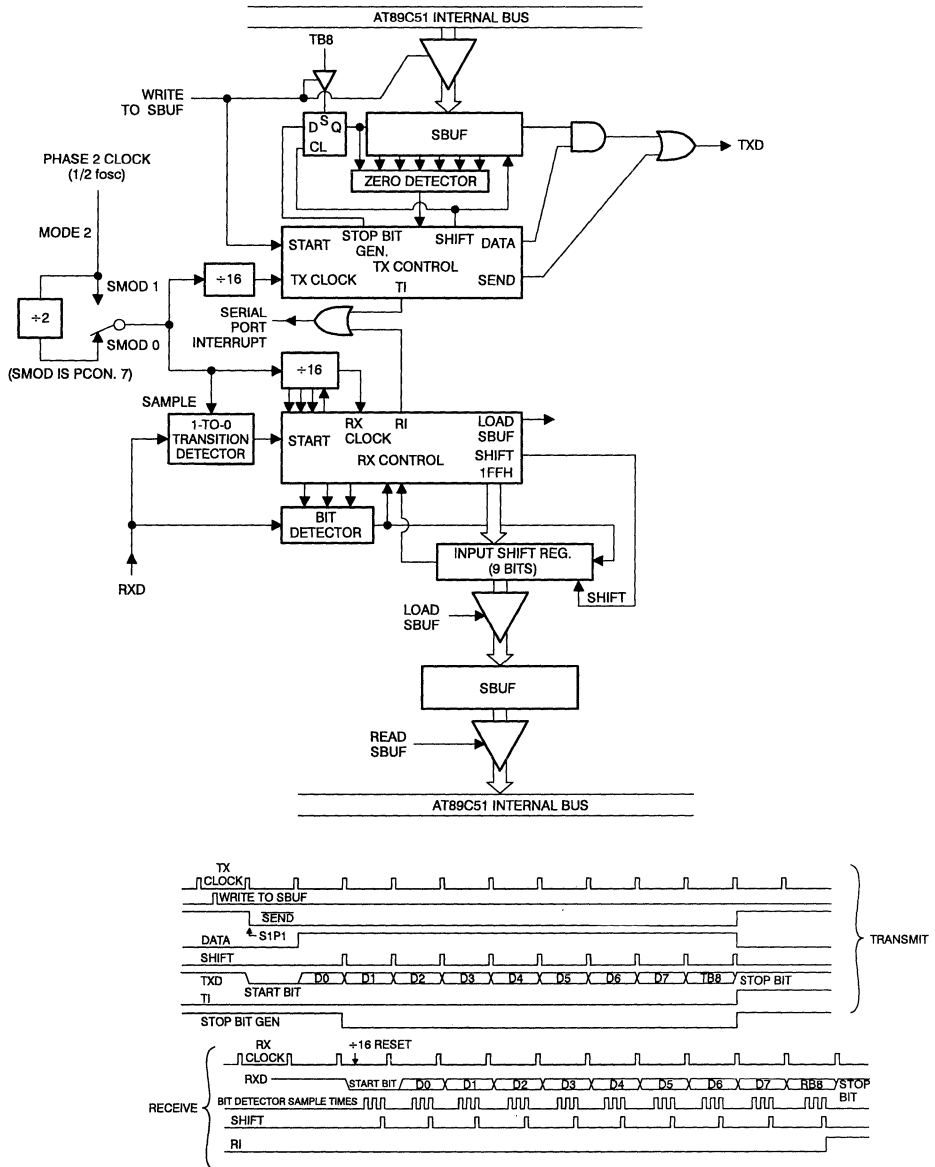 AT89C51 INTERNAL BUS
TB8
WRITE
TO SBUF
D S Q
CL
SBUF
TXD
PHASE 2 CLOCK
(1/2 fosc)
ZERO DETECTOR
MODE 2
START
STOP BIT
GEN.
SHIFT
DATA
TX CONTROL
TX CLOCK
TI
SEND
÷16
SMOD 1
÷2
SMOD 0
SERIAL
PORT
INTERRUPT
(SMOD IS PCON. 7)
÷16
SAMPLE
1-TO-0
TRANSITION
DETECTOR
START
RX
CLOCK
RI
LOAD
SBUF
RX CONTROL
SHIFT
1FFH
BIT
DETECTOR
INPUT SHIFT REG.
(9 BITS)
RXD
SHIFT
LOAD
SBUF
SBUF
READ
SBUF
AT89C51 INTERNAL BUS
TX
CLOCK
WRITE TO SBUF
SEND
S1P1
DATA
TRANSMIT
SHIFT
TXD
START BIT
D0 D1 D2 D3 D4 D5 D6 D7 TB8
STOP BIT
TI
STOP BIT GEN
RX
CLOCK
÷16 RESET
RXD
START BIT D0 D1 D2 D3 D4 D5 D6 D7 RB8 STOP
BIT
RECEIVE
BIT DETECTOR SAMPLE TIMES
SHIFT
RI